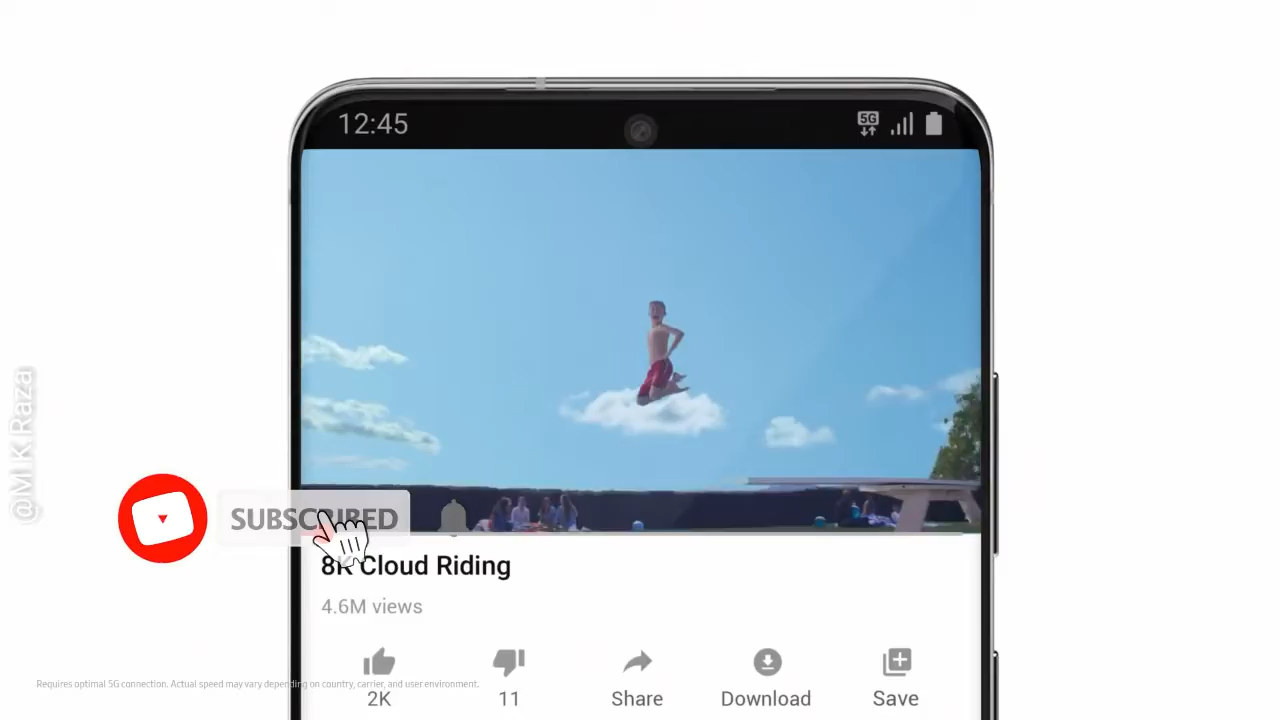 12:45
5G
@M K Raza
SUBSCRIBED
8K Cloud Riding
4.6M views
2K
11
Share
Download
Save
Requires optimal 5G connection. Actual speed may vary depending on country, carrier, and user environment.